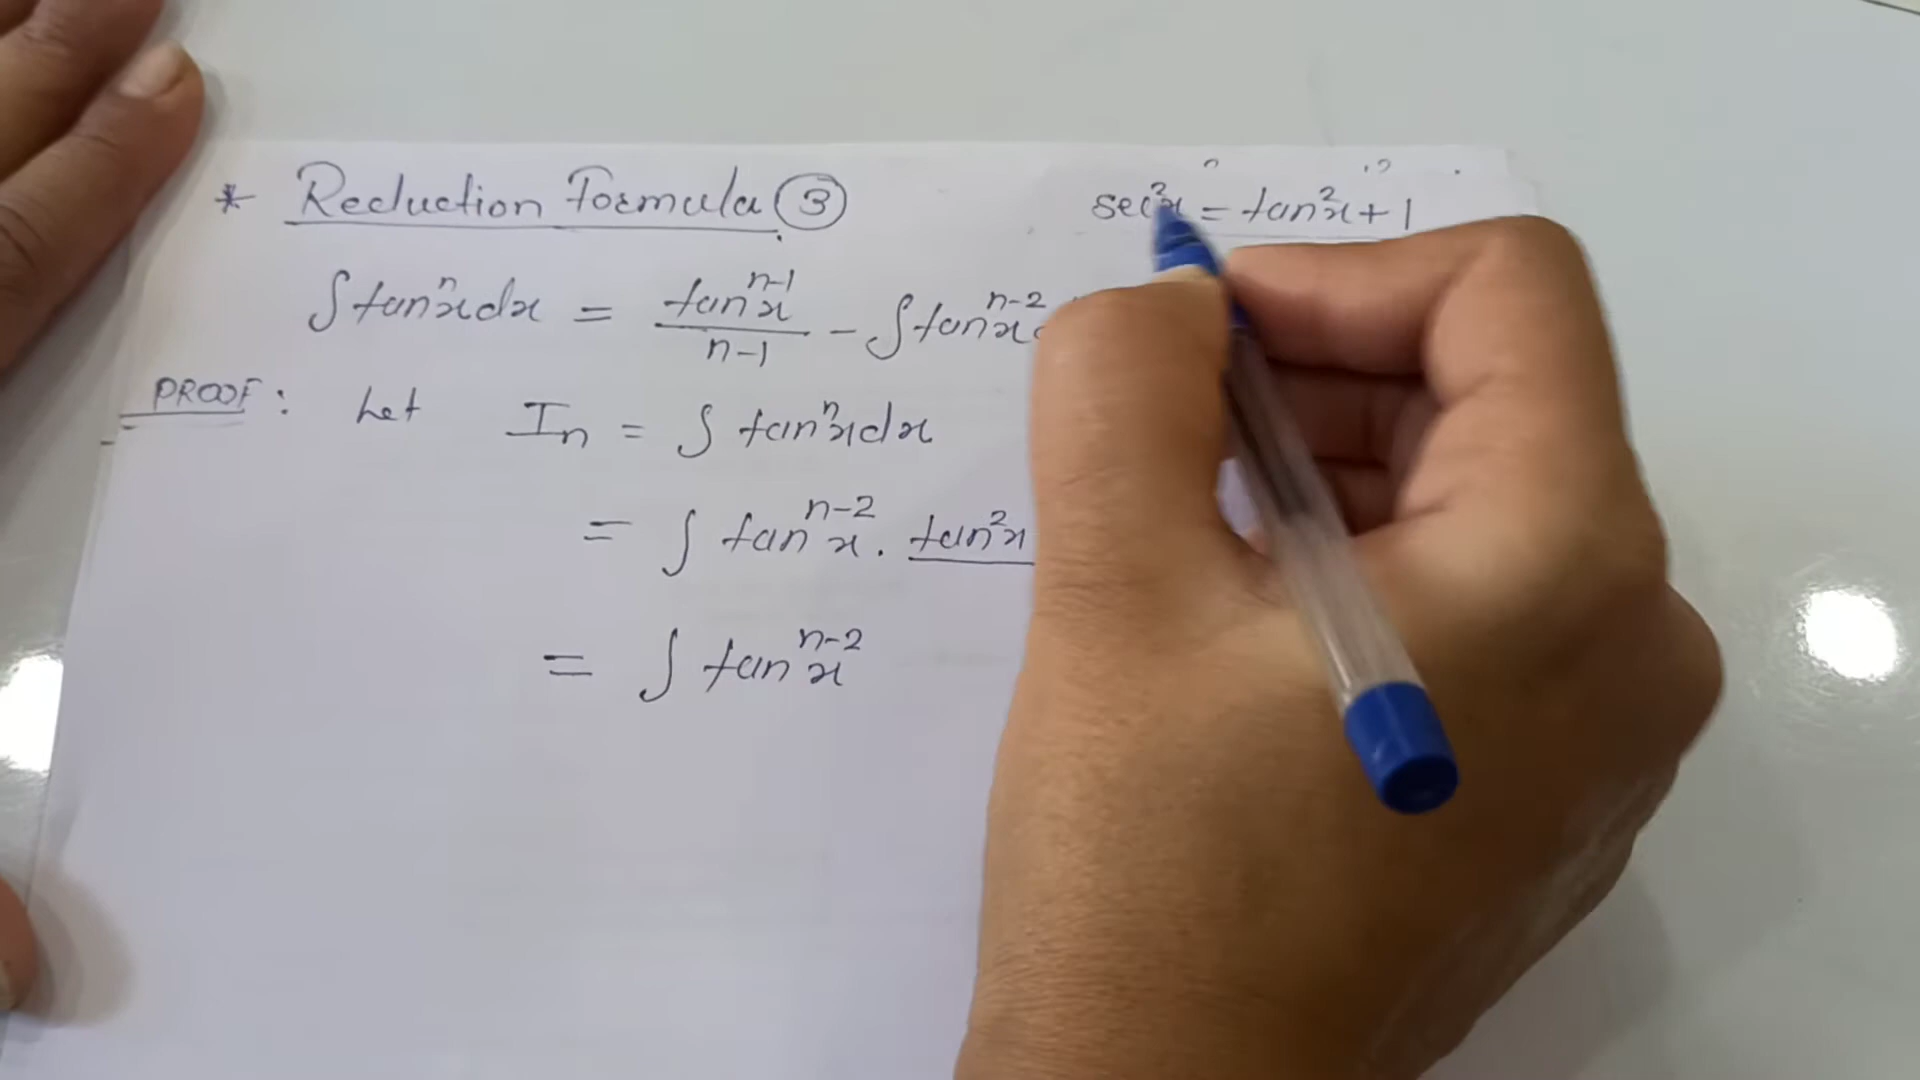 * Reduction Formula ③
sec²x = tan²x + 1
∫tanⁿx dx = tanⁿ⁻¹x / n-1 - ∫tanⁿ⁻²x
PROOF : Let Iₙ = ∫ tanⁿx dx
= ∫ tanⁿ⁻²x . tan²x
= ∫ tanⁿ⁻²x